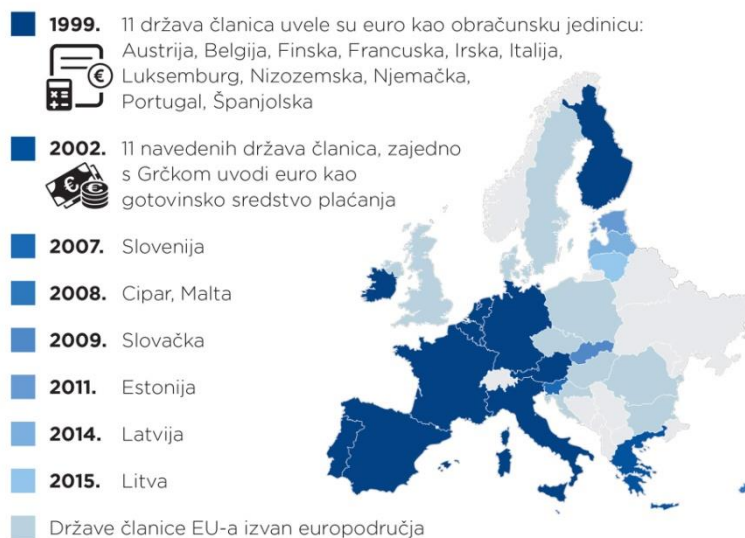 1999. 11 država članica uvele su euro kao obračunsku jedinicu:
Austrija, Belgija, Finska, Francuska, Irska, Italija,
Luksemburg, Nizozemska, Njemačka,
Portugal, Španjolska
2002. 11 navedenih država članica, zajedno
s Grčkom uvodi euro kao
gotovinsko sredstvo plaćanja
2007. Slovenija
2008. Cipar, Malta
2009. Slovačka
2011. Estonija
2014. Latvija
2015. Litva
Države članice EU-a izvan europodručja